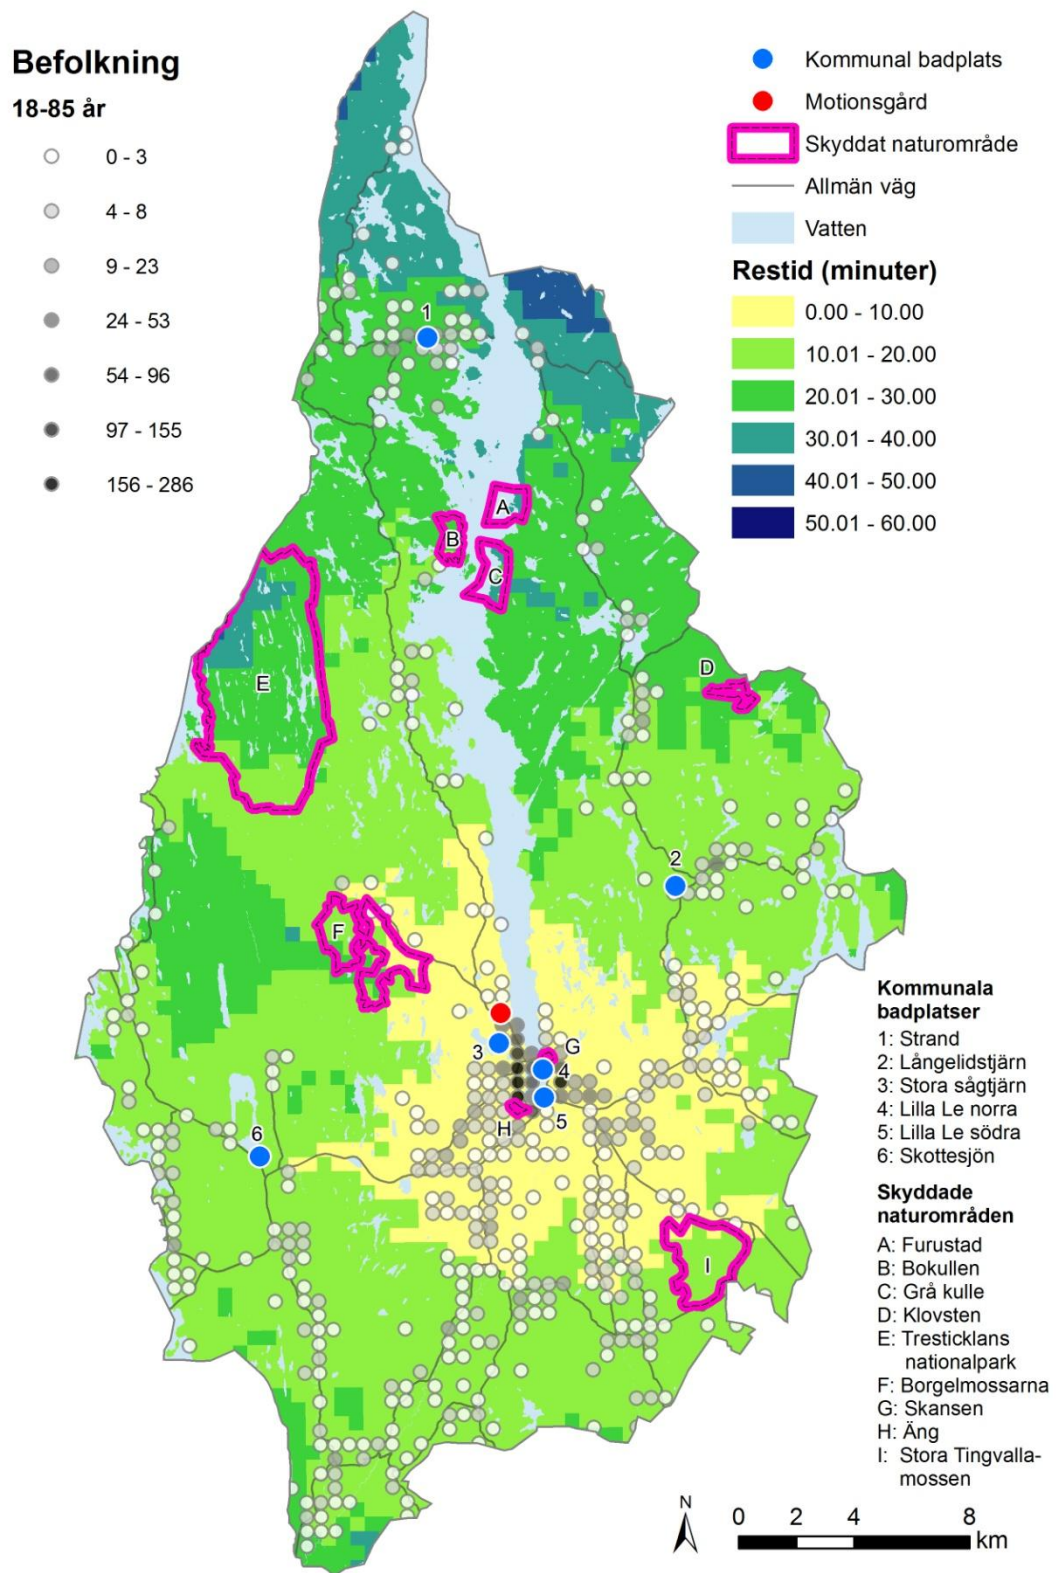 Befolkning
18-85 år
0 - 3
4 - 8
9 - 23
24 - 53
54 - 96
97 - 155
156 - 286
Kommunal badplats
Motionsgård
Skyddat naturområde
Allmän väg
Vatten
Restid (minuter)
0.00 - 10.00
10.01 - 20.00
20.01 - 30.00
30.01 - 40.00
40.01 - 50.00
50.01 - 60.00
1
A
B
C
D
E
2
F
3
G
4
5
H
6
I
Kommunala
badplatser
1: Strand
2: Långelidstjärn
3: Stora sågtjärn
4: Lilla Le norra
5: Lilla Le södra
6: Skottesjön
Skyddade
naturområden
A: Furustad
B: Bokullen
C: Grå kulle
D: Klovsten
E: Tresticklans
nationalpark
F: Borgelmossarna
G: Skansen
H: Äng
I: Stora Tingvalla-
mossen
N
0 2 4 8
km